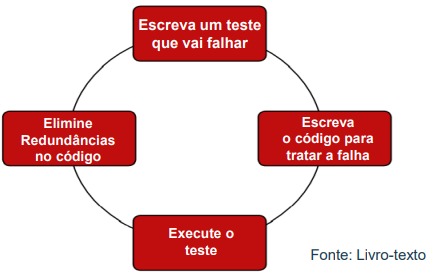 Escreva um teste
que vai falhar
Escreva
o código para
tratar a falha
Execute o
teste
Elimine
Redundâncias
no código
Fonte: Livro-texto